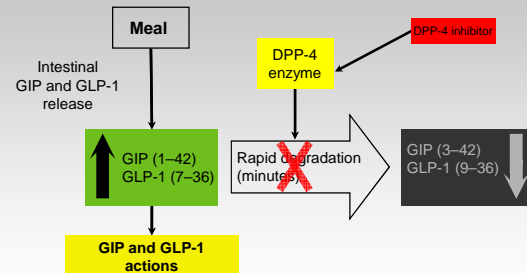 Meal
DPP-4 inhibitor
Intestinal
GIP and GLP-1
release
DPP-4
enzyme
GIP (1–42)
GLP-1 (7–36)
Rapid degradation
(minutes)
GIP (3–42)
GLP-1 (9–36)
GIP and GLP-1
actions